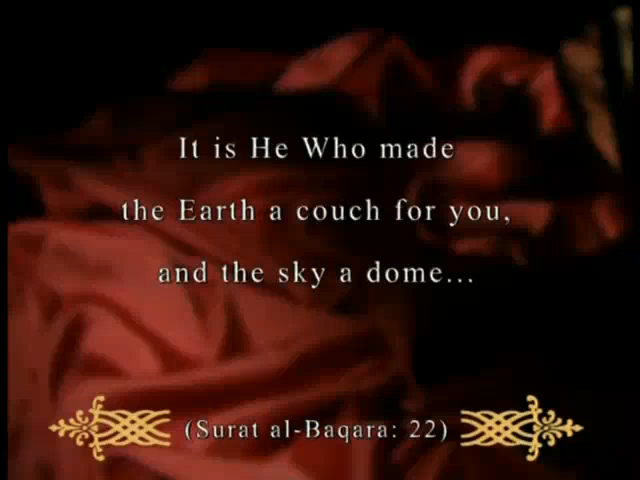 It is He Who made
the Earth a couch for you,
and the sky a dome...
(Surat al-Baqara: 22)